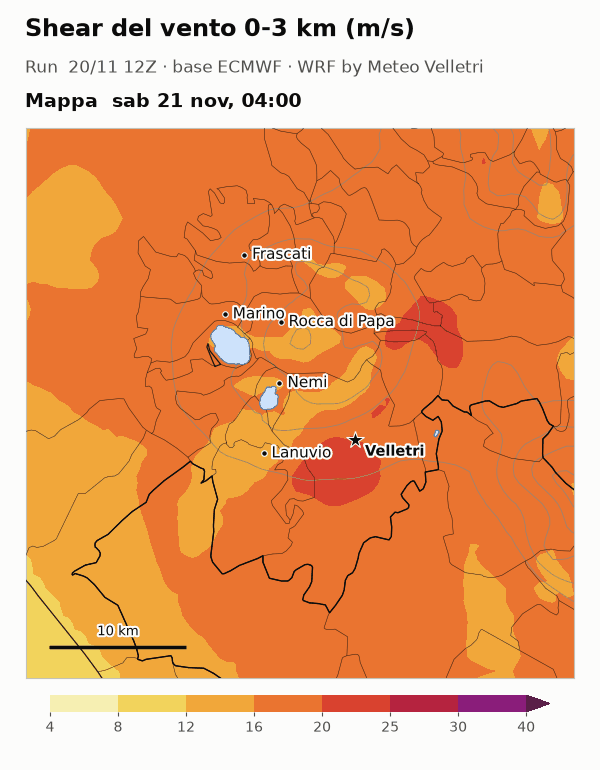 Shear del vento 0-3 km (m/s)
Run  20/11 12Z · base ECMWF · WRF by Meteo Velletri
Mappa  sab 21 nov, 04:00
Frascati
Marino
Rocca di Papa
Nemi
Velletri
Lanuvio
10 km
4 8 12 16 20 25 30 40